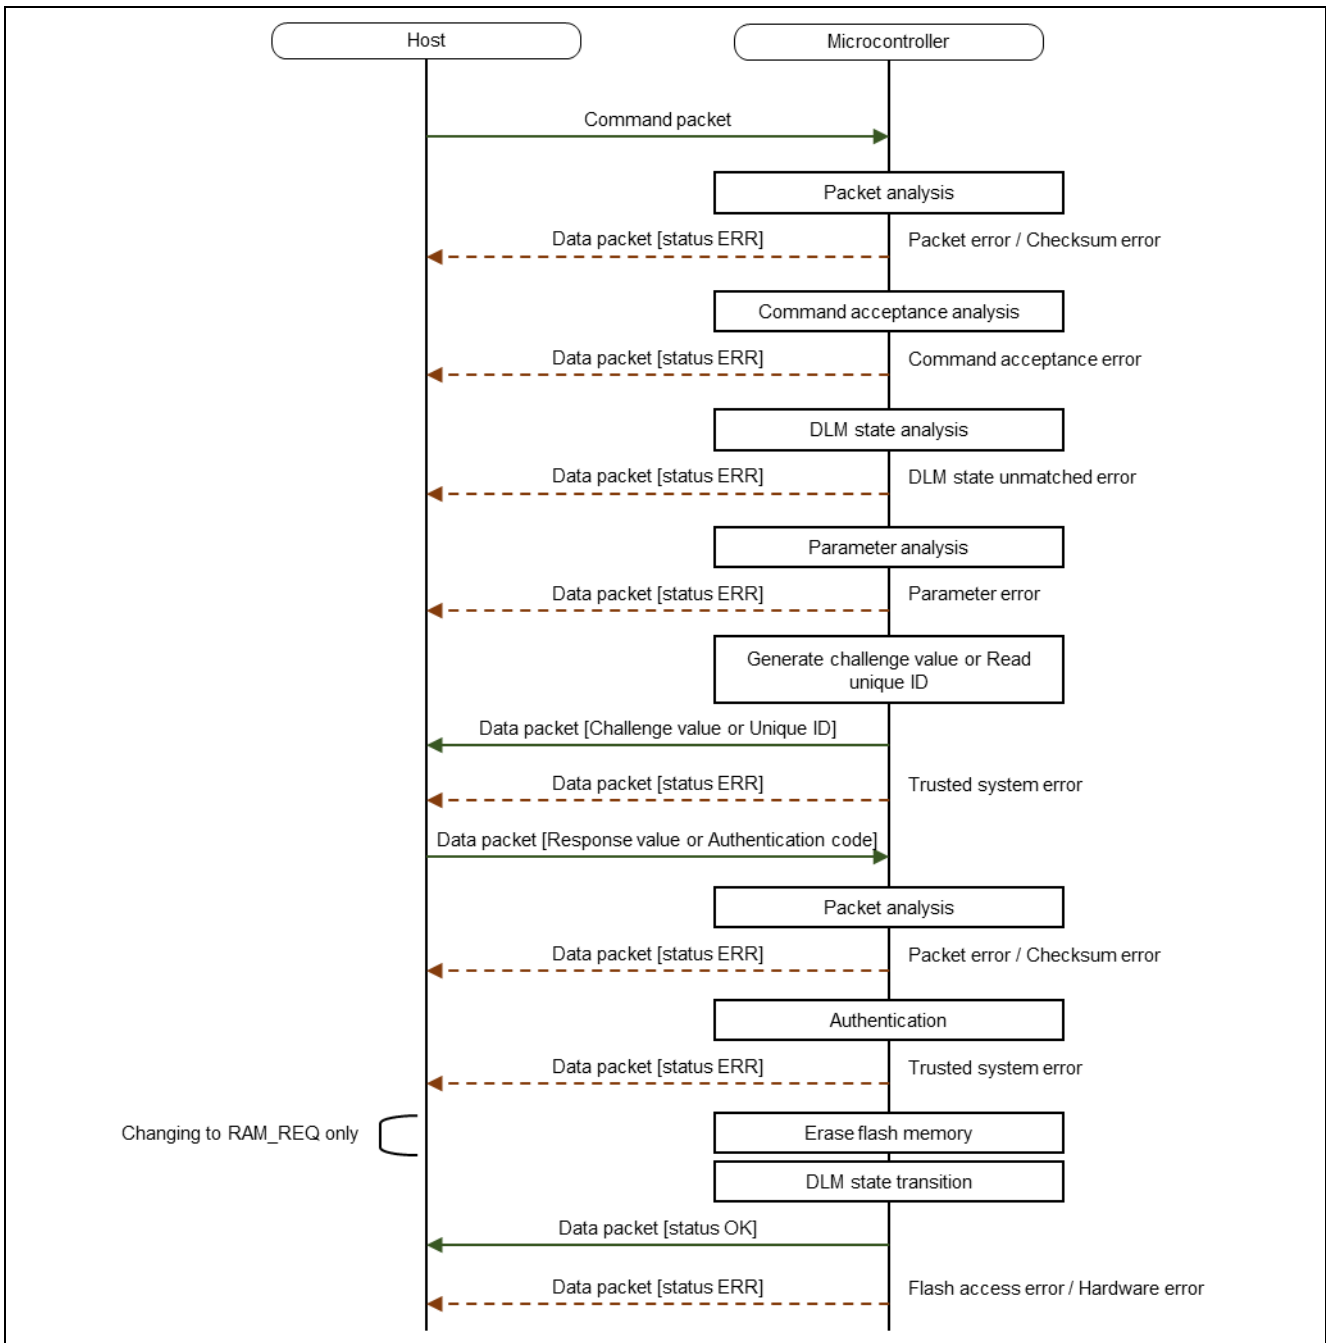 Host
Microcontroller
Command packet
Packet analysis
Data packet [status ERR]
Packet error / Checksum error
Command acceptance analysis
Data packet [status ERR]
Command acceptance error
DLM state analysis
Data packet [status ERR]
DLM state unmatched error
Parameter analysis
Data packet [status ERR]
Parameter error
Generate challenge value or Read
unique ID
Data packet [Challenge value or Unique ID]
Data packet [status ERR]
Trusted system error
Data packet [Response value or Authentication code]
Packet analysis
Data packet [status ERR]
Packet error / Checksum error
Authentication
Data packet [status ERR]
Trusted system error
Changing to RAM_REQ only
Erase flash memory
DLM state transition
Data packet [status OK]
Data packet [status ERR]
Flash access error / Hardware error